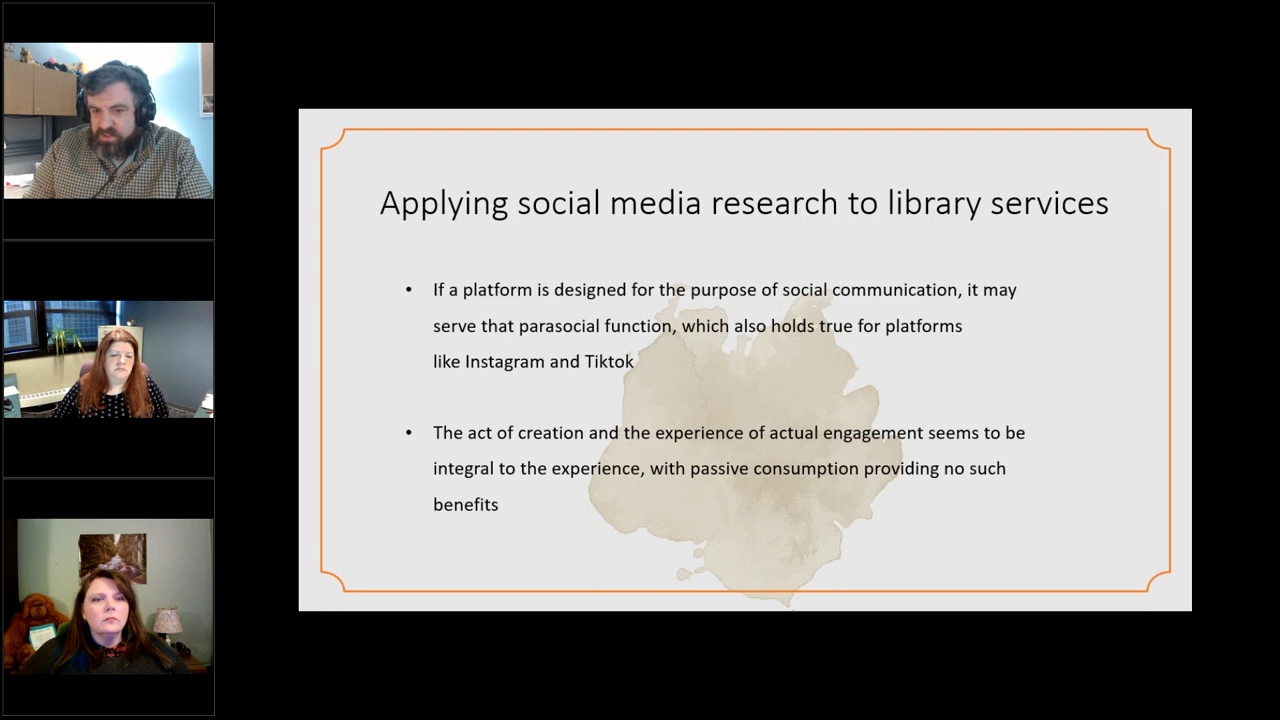 Applying social media research to library services
• If a platform is designed for the purpose of social communication, it may
serve that parasocial function, which also holds true for platforms
like Instagram and Tiktok
• The act of creation and the experience of actual engagement seems to be
integral to the experience, with passive consumption providing no such
benefits